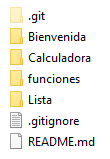 .git
Bienvenida
Calculadora
funciones
Lista
.gitignore
README.md